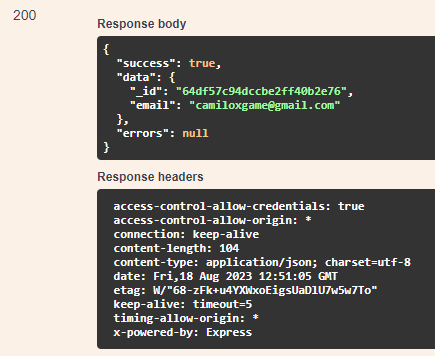 200
Response body
{
  "success": true,
  "data": {
    "_id": "64df57c94dccbe2ff40b2e76",
    "email": "camiloxgame@gmail.com"
  },
  "errors": null
}
Response headers
access-control-allow-credentials: true
access-control-allow-origin: *
connection: keep-alive
content-length: 104
content-type: application/json; charset=utf-8
date: Fri,18 Aug 2023 12:51:05 GMT
etag: W/"68-zFk+u4YXWxoEigsUaDlU7w5w7To"
keep-alive: timeout=5
timing-allow-origin: *
x-powered-by: Express